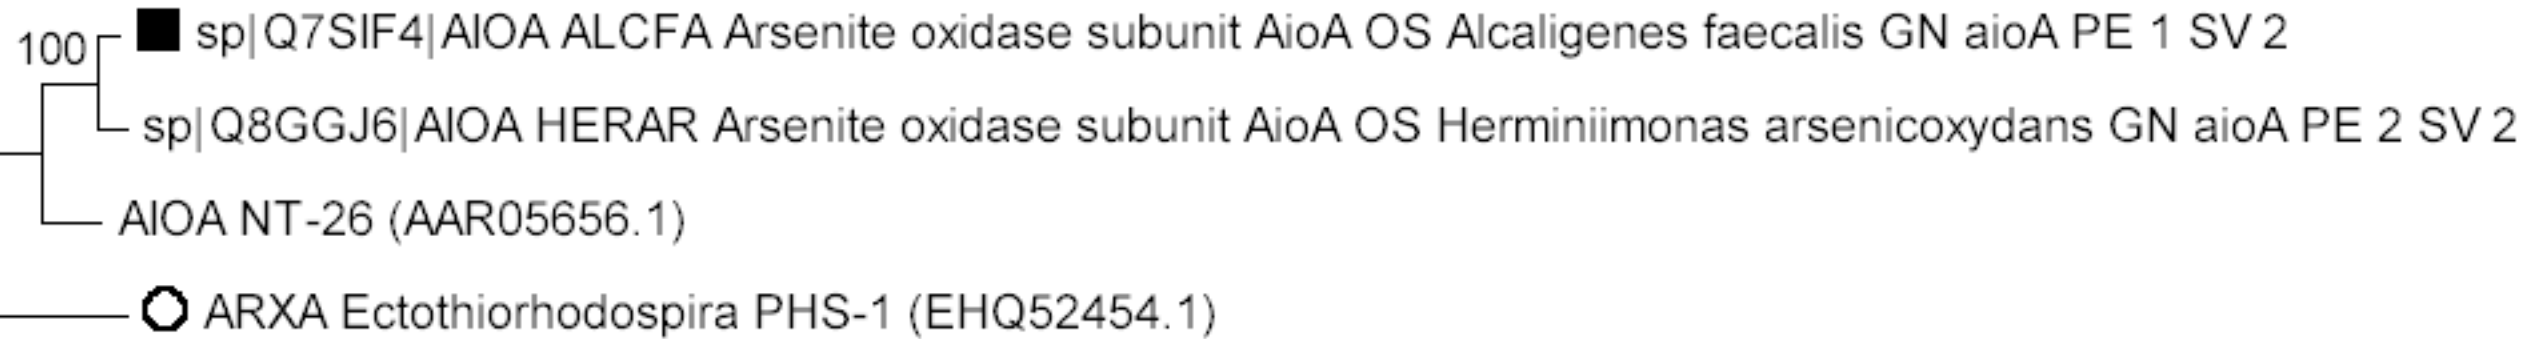 100
sp|Q7SIF4|AIOA ALCFA Arsenite oxidase subunit AioA OS Alcaligenes faecalis GN aioA PE 1 SV 2
sp|Q8GGJ6|AIOA HERAR Arsenite oxidase subunit AioA OS Herminiimonas arsenicoxydans GN aioA PE 2 SV 2
AIOA NT-26 (AAR05656.1)
ARXA Ectothiorhodospira PHS-1 (EHQ52454.1)